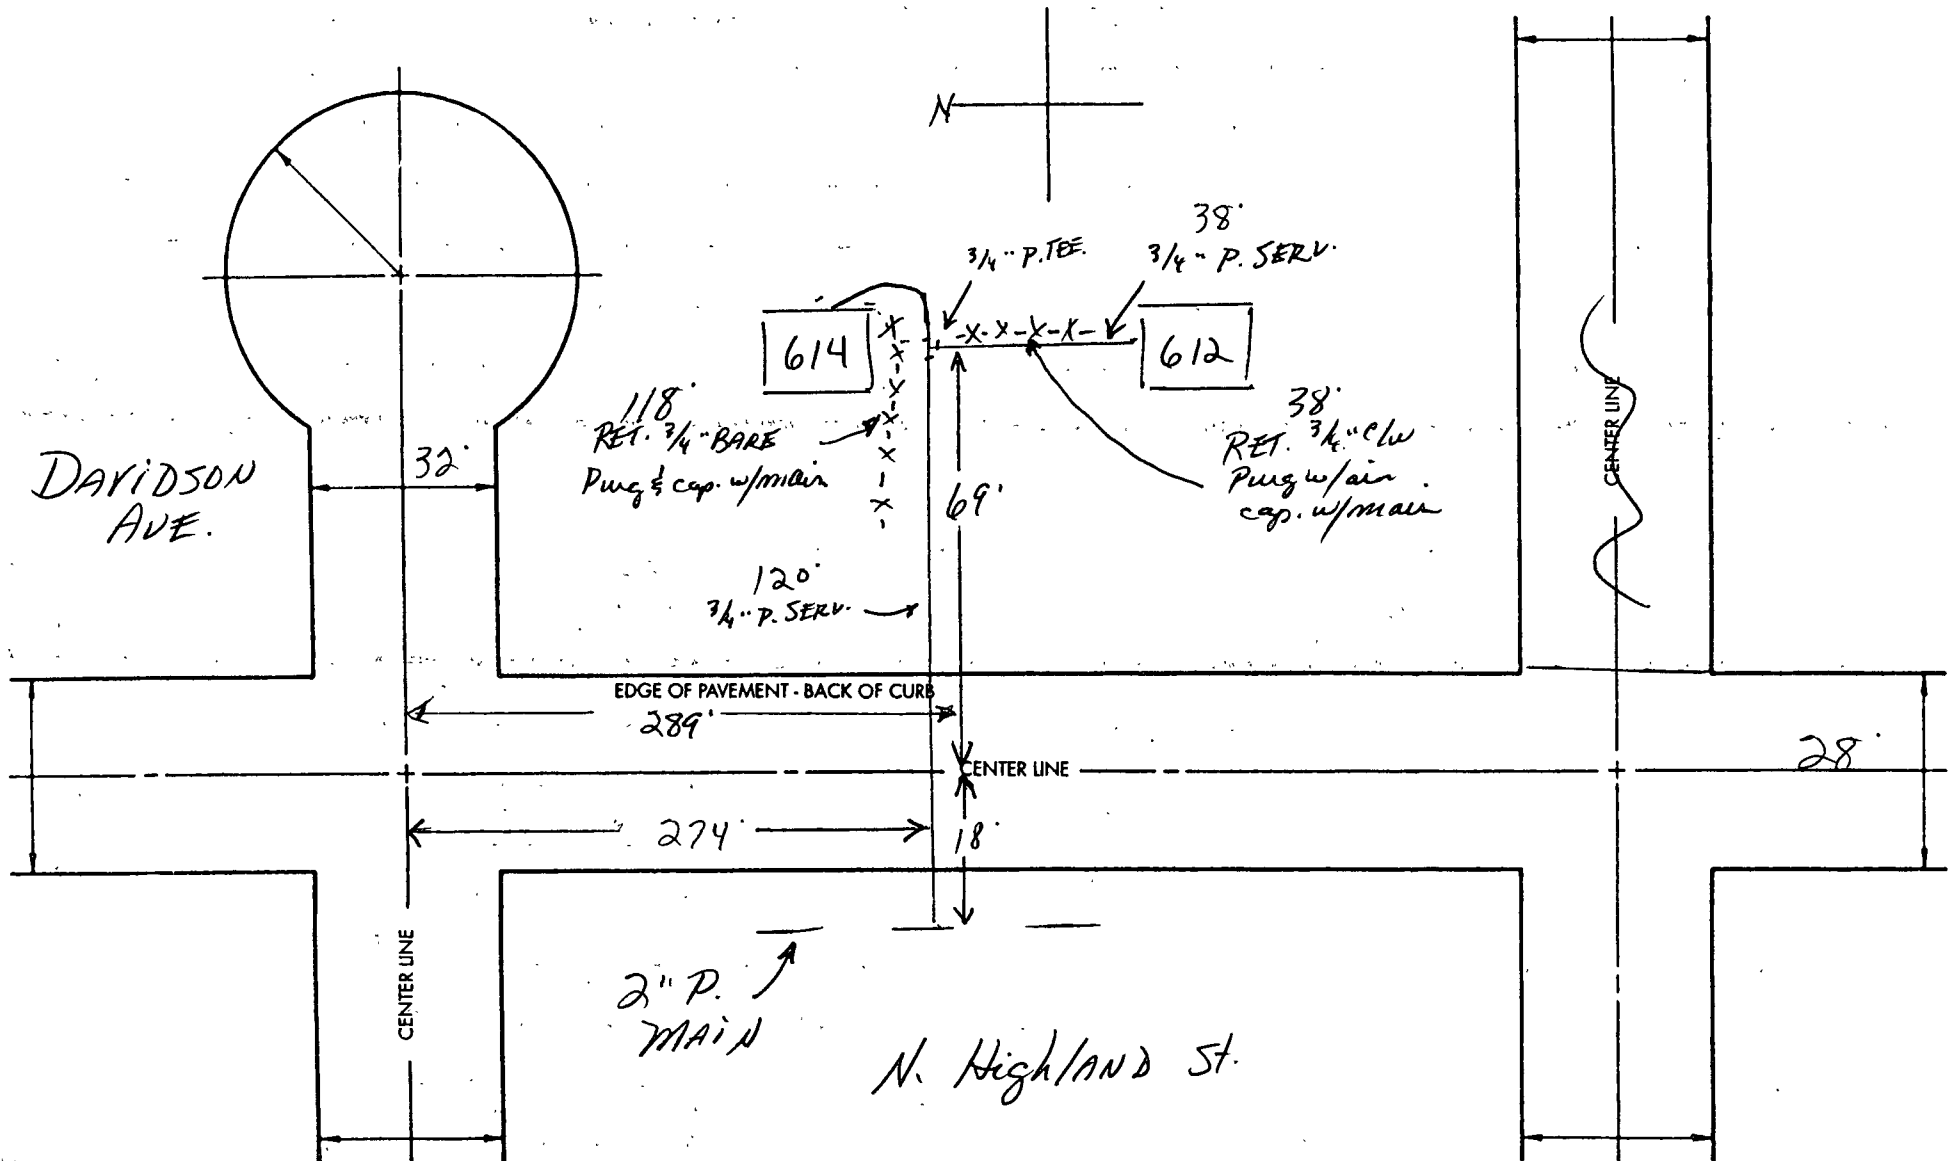 N
38'
3/4" P. TEE.
3/4" P. SERV.
614
612
118'
RET. 3/4" BARE
Purg & cap. w/main
38'
RET. 3/4" C/W
Purg w/air
cap. w/main
32'
DAVIDSON
AVE.
69'
CENTER LINE
120'
3/4" P. SERV.
EDGE OF PAVEMENT - BACK OF CURB
289'
CENTER LINE
28'
274'
18'
CENTER LINE
2" P.
MAIN
N. HighlAND St.